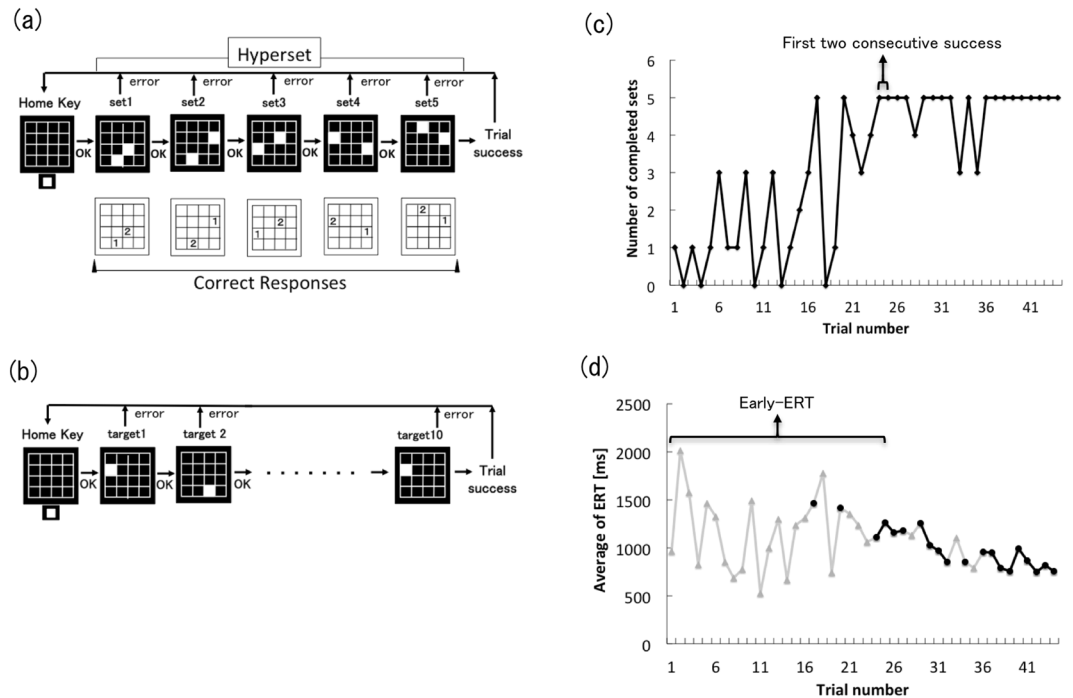 (a)
Hyperset
error error error error error
Home Key set1 set2 set3 set4 set5
OK OK OK OK OK Trial
success
1 2
1 2
1 2
2 1
2 1
Correct Responses
(b)
error error error
Home Key target1 target 2 target10
OK OK Trial
success
(c)
First two consecutive success
Number of completed sets
6
5
4
3
2
1
0
1 6 11 16 21 26 31 36 41
Trial number
(d)
Early-ERT
Average of ERT [ms]
2500
2000
1500
1000
500
0
1 6 11 16 21 26 31 36 41
Trial number